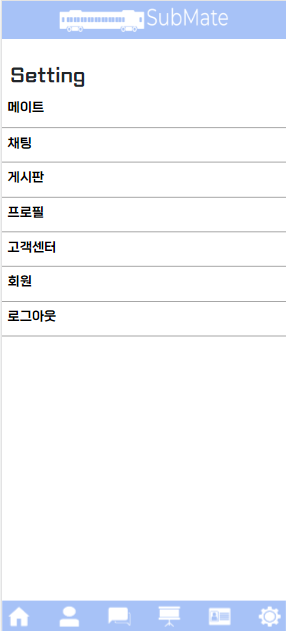 SubMate
Setting
메이트
채팅
게시판
프로필
고객센터
회원
로그아웃